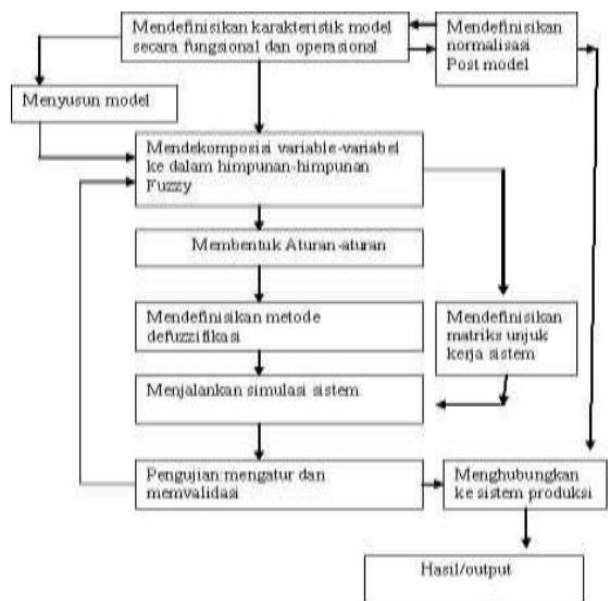 Mendefinisikan karakteristik model
secara fungsional dan operasional
Mendefinisikan
normalisasi
Post model
Menyusun model
Mendekomposisi variable-variabel
ke dalam himpunan-himpunan
Fuzzy
Membentuk Aturan-aturan
Mendefinisikan metode
defuzzifikasi
Mendefinisikan
matriks unjuk
kerja sistem
Menjalankan simulasi sistem
Pengujian:mengatur dan
memvalidasi
Menghubungkan
ke sistem produksi
Hasil/output